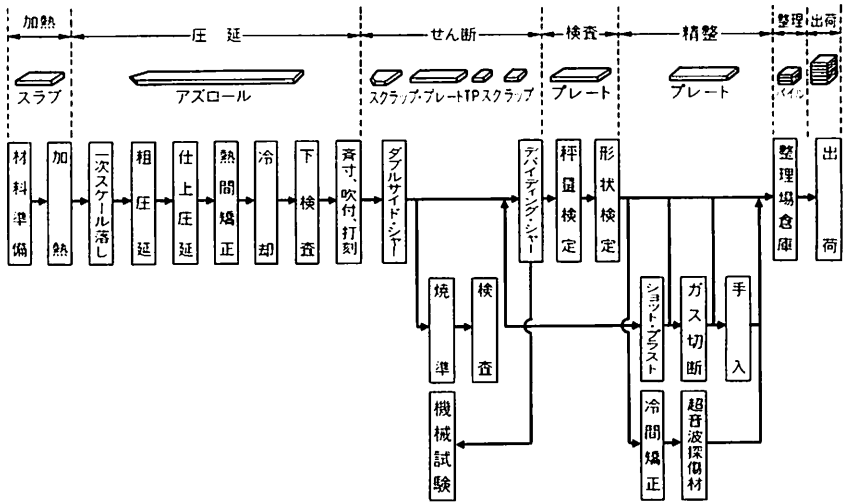 加熱
圧延
せん断
検査
精整
整理
出荷
スラブ
アズロール
スクラップ・プレートTPスクラップ
プレート
プレート
パイル
材料準備
加熱
一次スケール落し
粗圧延
仕上圧延
熱間矯正
冷却
下検査
斉寸、吹付、打刻
ダブルサイド・シャー
デバイディング・シャー
秤量検定
形状検定
整理場倉庫
出荷
焼準
検査
ショット・ブラスト
ガス切断
手入
機械試験
冷間矯正
超音波探傷材